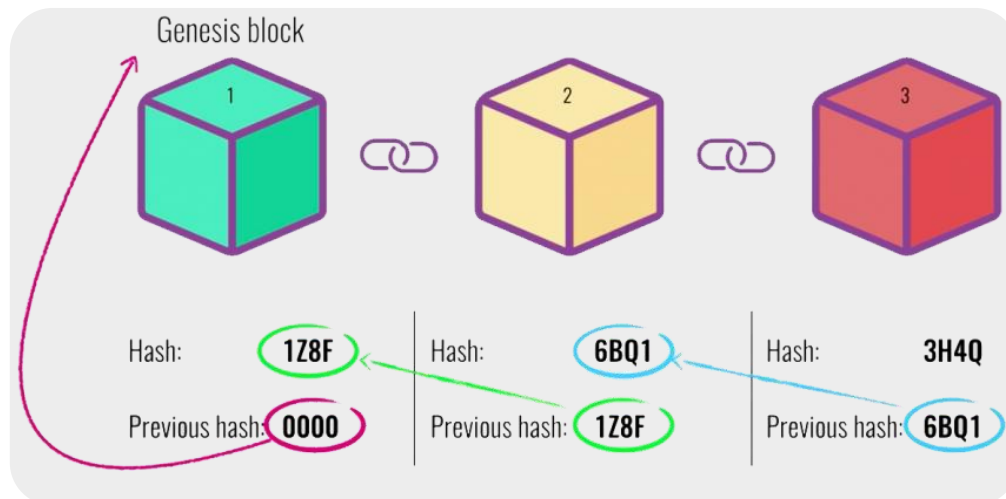 Genesis block
1
2
3
Hash: 1Z8F
Previous hash: 0000
Hash: 6BQ1
Previous hash: 1Z8F
Hash: 3H4Q
Previous hash: 6BQ1